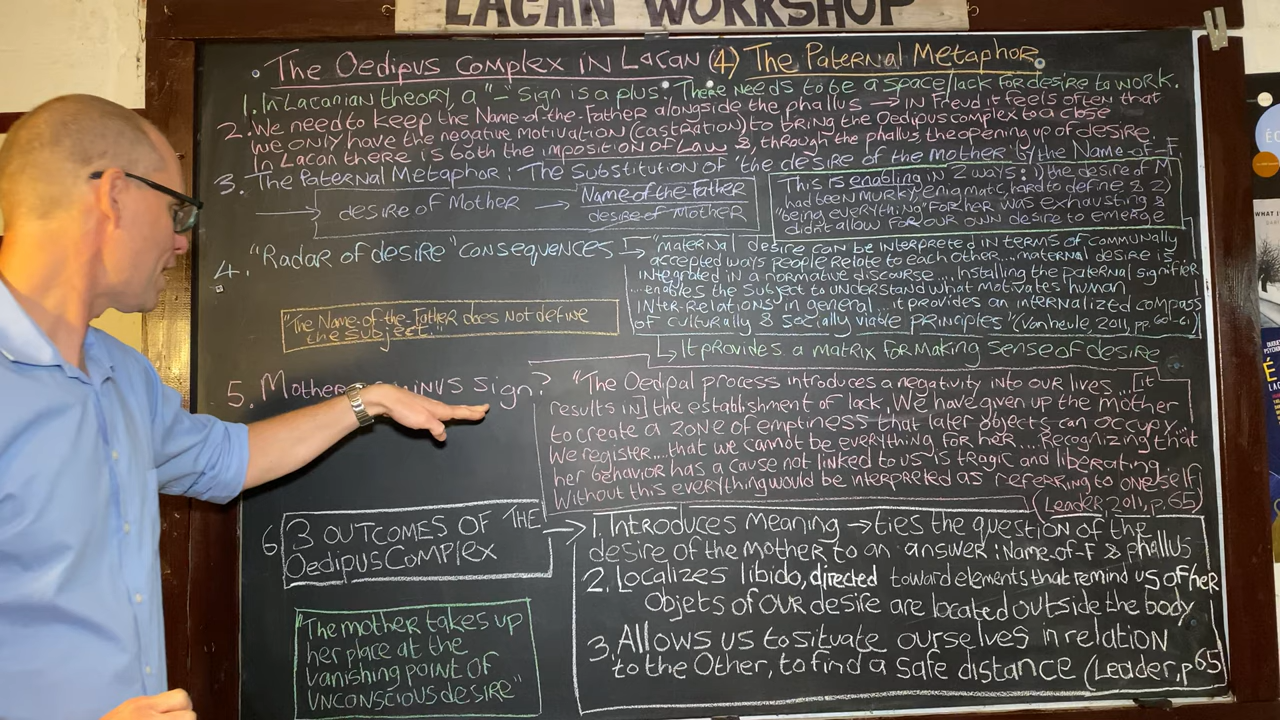 LACAN WORKSHOP
The Oedipus Complex in Lacan (4) The Paternal Metaphor
1. In Lacanian theory, a "–" sign is a plus. There needs to be a space/lack for desire to work.
2. We need to keep the Name-of-the-Father alongside the phallus → in Freud it feels often that
we only have the negative motivation (castration) to bring the Oedipus complex to a close
In Lacan there is both the imposition of Law &, through the phallus, the opening up of desire.
3. The Paternal Metaphor: The Substitution of 'the desire of the mother' by the Name-of-F
desire of Mother → Name-of-the Father
desire of Mother
This is enabling in 2 ways: 1) the desire of M
had been murky, enigmatic, hard to define & 2)
"being everything" for her was exhausting &
didn't allow for our own desire to emerge
4. "Radar of desire" consequences → "maternal desire can be interpreted in terms of communally
accepted ways people relate to each other... maternal desire is
integrated in a normative discourse.... Installing the paternal signifier
...enables the subject to understand what motivates human
inter-relations in general... it provides an internalized compass
of culturally & socially viable principles" (Vanheule, 2011, pp. 60-61)
"The Name-of-the-Father does not define
the subject."
→ It provides a matrix for making sense of desire
5. Mother minus sign?
"The Oedipal process introduces a negativity into our lives...[it
results in] the establishment of lack. We have given up the mother
to create a zone of emptiness that later objects can occupy...
We register.... that we cannot be everything for her.... Recognizing that
her behavior has a cause not linked to us is tragic and liberating.
Without this everything would be interpreted as referring to oneself
(Leader, 2011, p.65)
6. 3 OUTCOMES OF THE
Oedipus Complex
→ 1. Introduces Meaning → ties the question of the
desire of the mother to an answer: Name-of-F & phallus
2. Localizes libido, directed toward elements that remind us of her
Objets of our desire are located outside the body
3. Allows us to situate ourselves in relation
to the Other, to find a safe distance (Leader, p65
"The mother takes up
her place at the
vanishing point of
unconscious desire"